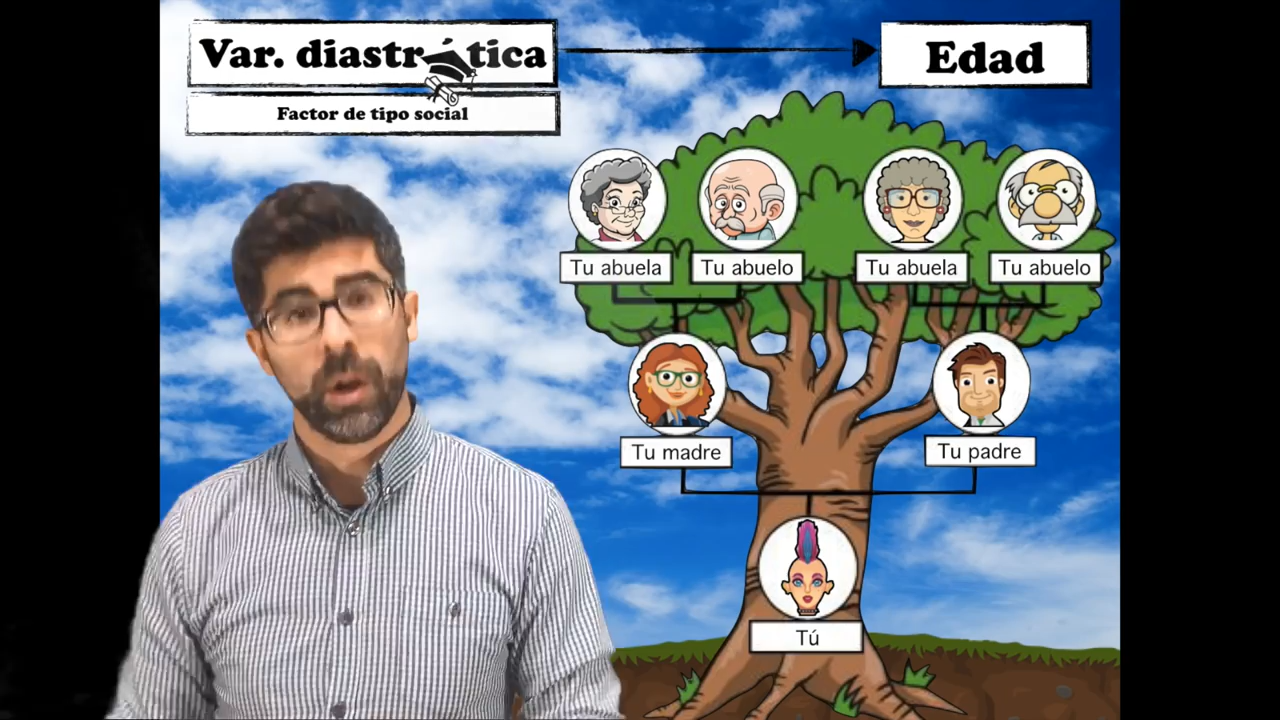 Var. diastrática
Edad
Factor de tipo social
Tu abuela
Tu abuelo
Tu abuela
Tu abuelo
Tu madre
Tu padre
Tú